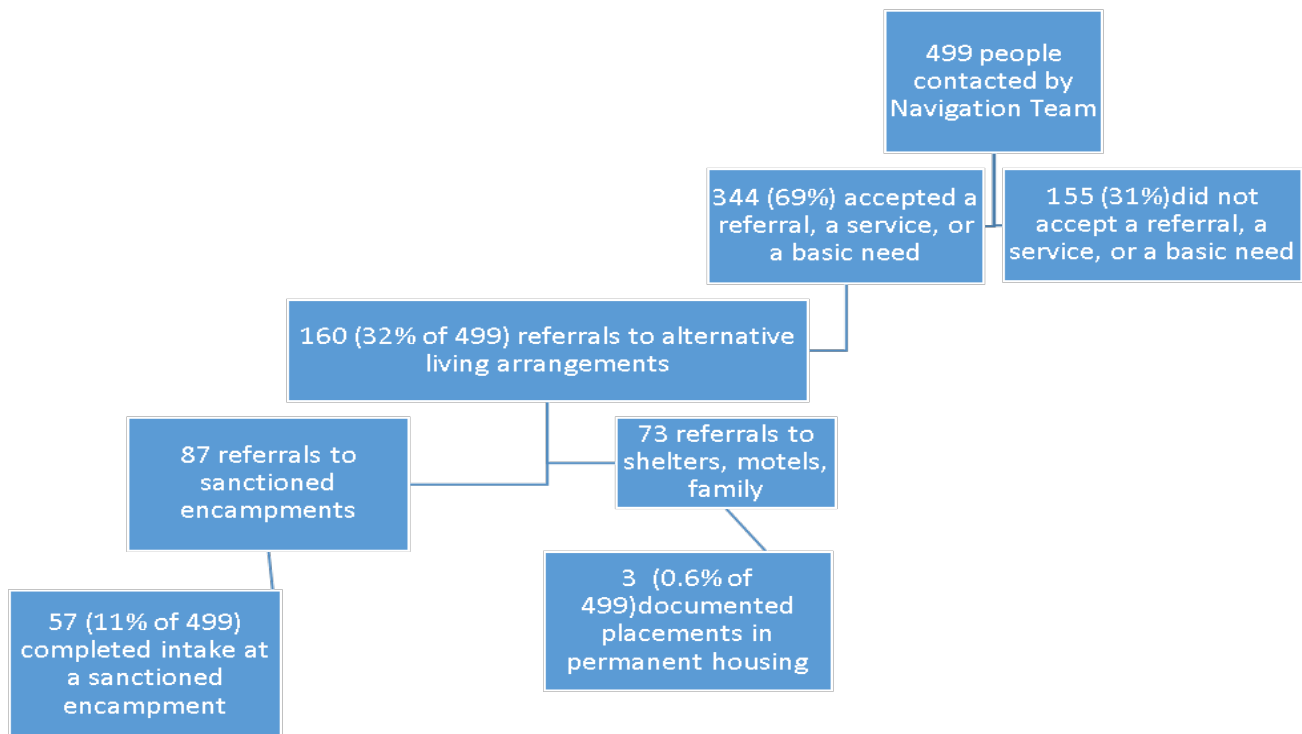 499 people
contacted by
Navigation Team
344 (69%) accepted a
referral, a service, or
a basic need
155 (31%)did not
accept a referral, a
service, or a basic need
160 (32% of 499) referrals to alternative
living arrangements
87 referrals to
sanctioned
encampments
73 referrals to
shelters, motels,
family
57 (11% of 499)
completed intake at
a sanctioned
encampment
3 (0.6% of
499)documented
placements in
permanent housing